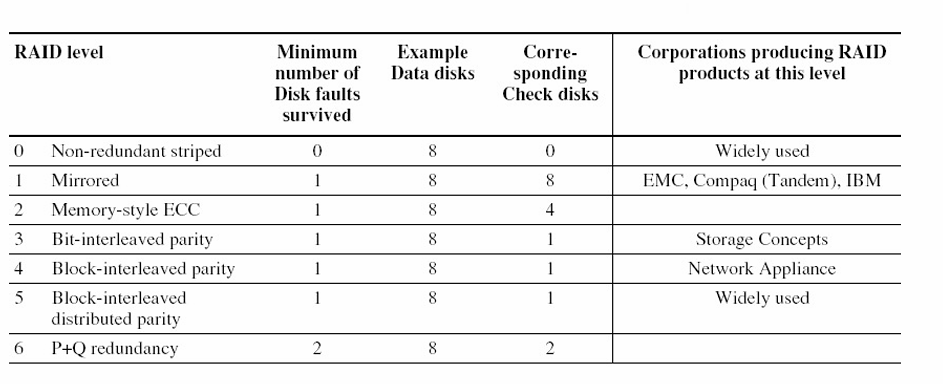 RAID level Minimum number of Disk faults survived Example Data disks Corre-sponding Check disks Corporations producing RAID products at this level
0 Non-redundant striped 0 8 0 Widely used
1 Mirrored 1 8 8 EMC, Compaq (Tandem), IBM
2 Memory-style ECC 1 8 4
3 Bit-interleaved parity 1 8 1 Storage Concepts
4 Block-interleaved parity 1 8 1 Network Appliance
5 Block-interleaved distributed parity 1 8 1 Widely used
6 P+Q redundancy 2 8 2